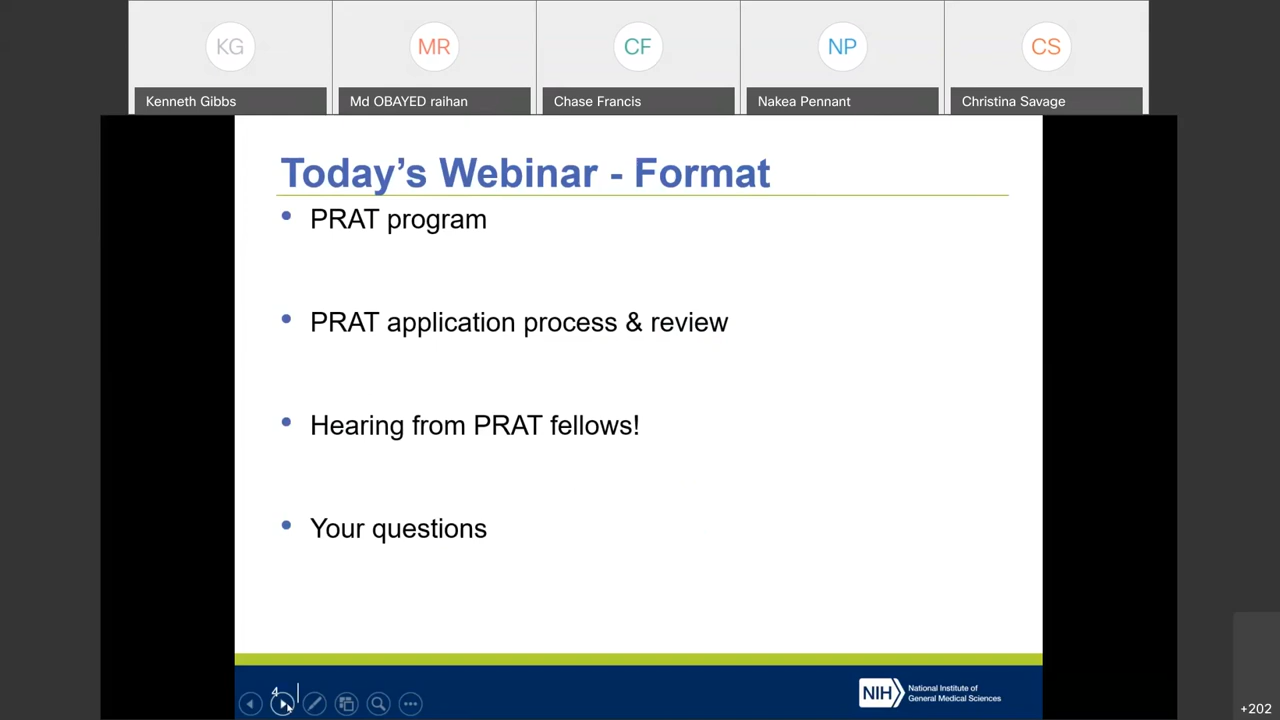 KG
MR
CF
NP
CS
Kenneth Gibbs
Md OBAYED raihan
Chase Francis
Nakea Pennant
Christina Savage
Today’s Webinar - Format
• PRAT program
• PRAT application process & review
• Hearing from PRAT fellows!
• Your questions
4
NIH
National Institute of
General Medical Sciences
+202